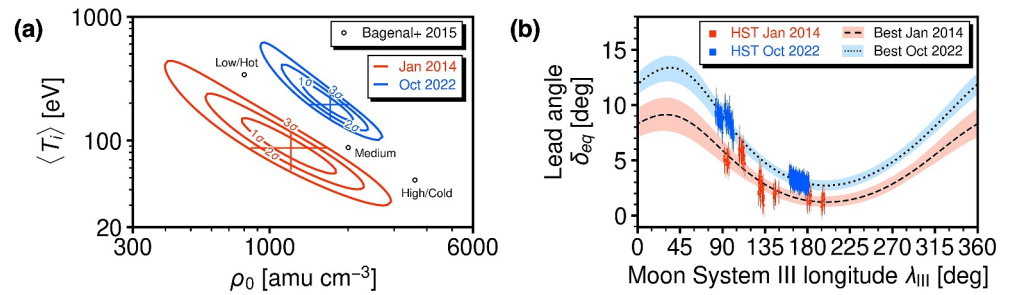 (a)
1000
100
20
⟨Tᵢ⟩ [eV]
300
1000
6000
ρ₀ [amu cm⁻³]
Bagenal+ 2015
Jan 2014
Oct 2022
Low/Hot
Medium
High/Cold
1σ
3σ
2σ
3σ
1σ
2σ
(b)
HST Jan 2014
HST Oct 2022
Best Jan 2014
Best Oct 2022
Lead angle
δeq [deg]
15
10
5
0
0 45 90 135 180 225 270 315 360
Moon System III longitude λIII [deg]